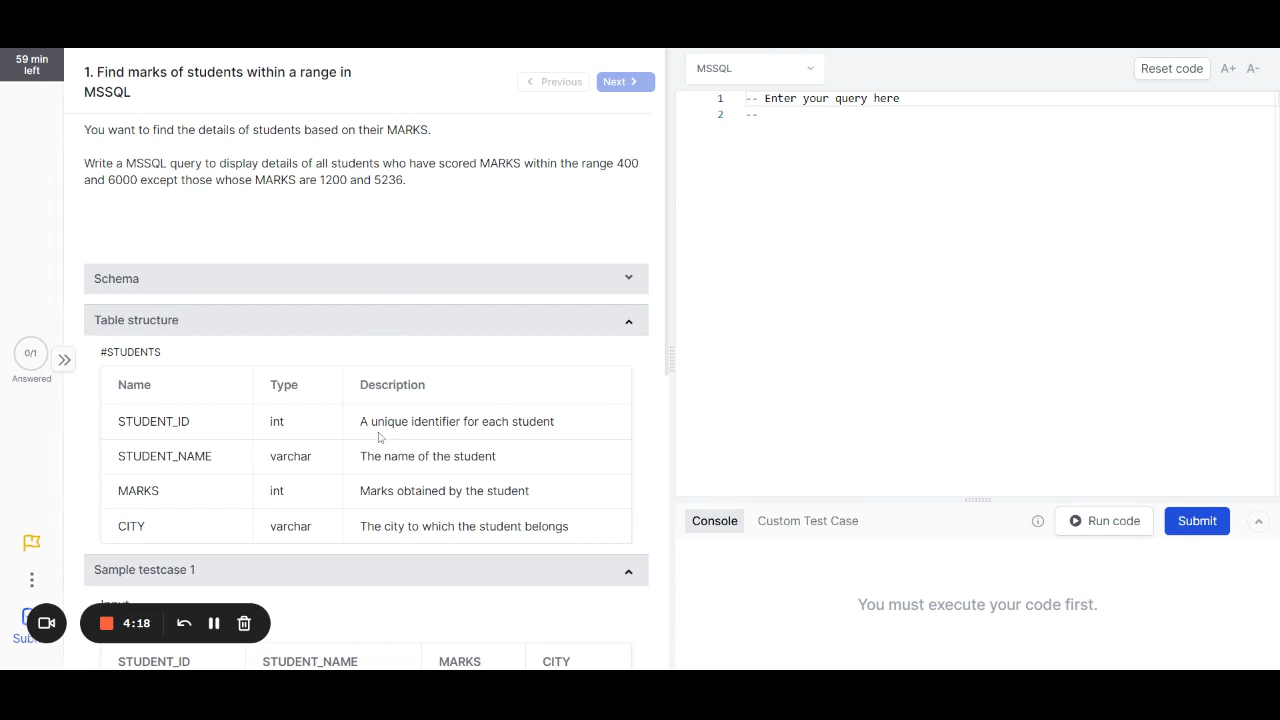 59 min
left
1. Find marks of students within a range in
MSSQL
Previous
Next
You want to find the details of students based on their MARKS.
Write a MSSQL query to display details of all students who have scored MARKS within the range 400
and 6000 except those whose MARKS are 1200 and 5236.
Schema
Table structure
#STUDENTS
Name Type Description
STUDENT_ID int A unique identifier for each student
STUDENT_NAME varchar The name of the student
MARKS int Marks obtained by the student
CITY varchar The city to which the student belongs
Sample testcase 1
STUDENT_ID STUDENT_NAME MARKS CITY
0/1
Answered
4:18
MSSQL
Reset code A+ A-
1 -- Enter your query here
2 --
Console Custom Test Case Run code Submit
You must execute your code first.